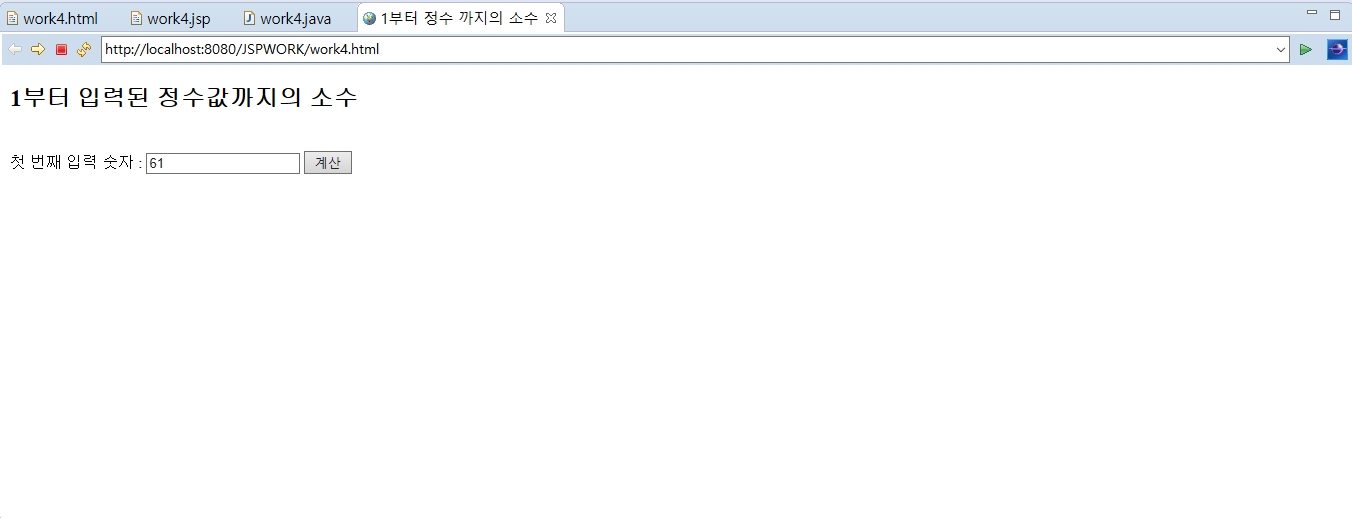 work4.html work4.jsp work4.java 1부터 정수 까지의 소수
http://localhost:8080/JSPWORK/work4.html
1부터 입력된 정수값까지의 소수
첫 번째 입력 숫자 : 61 계산